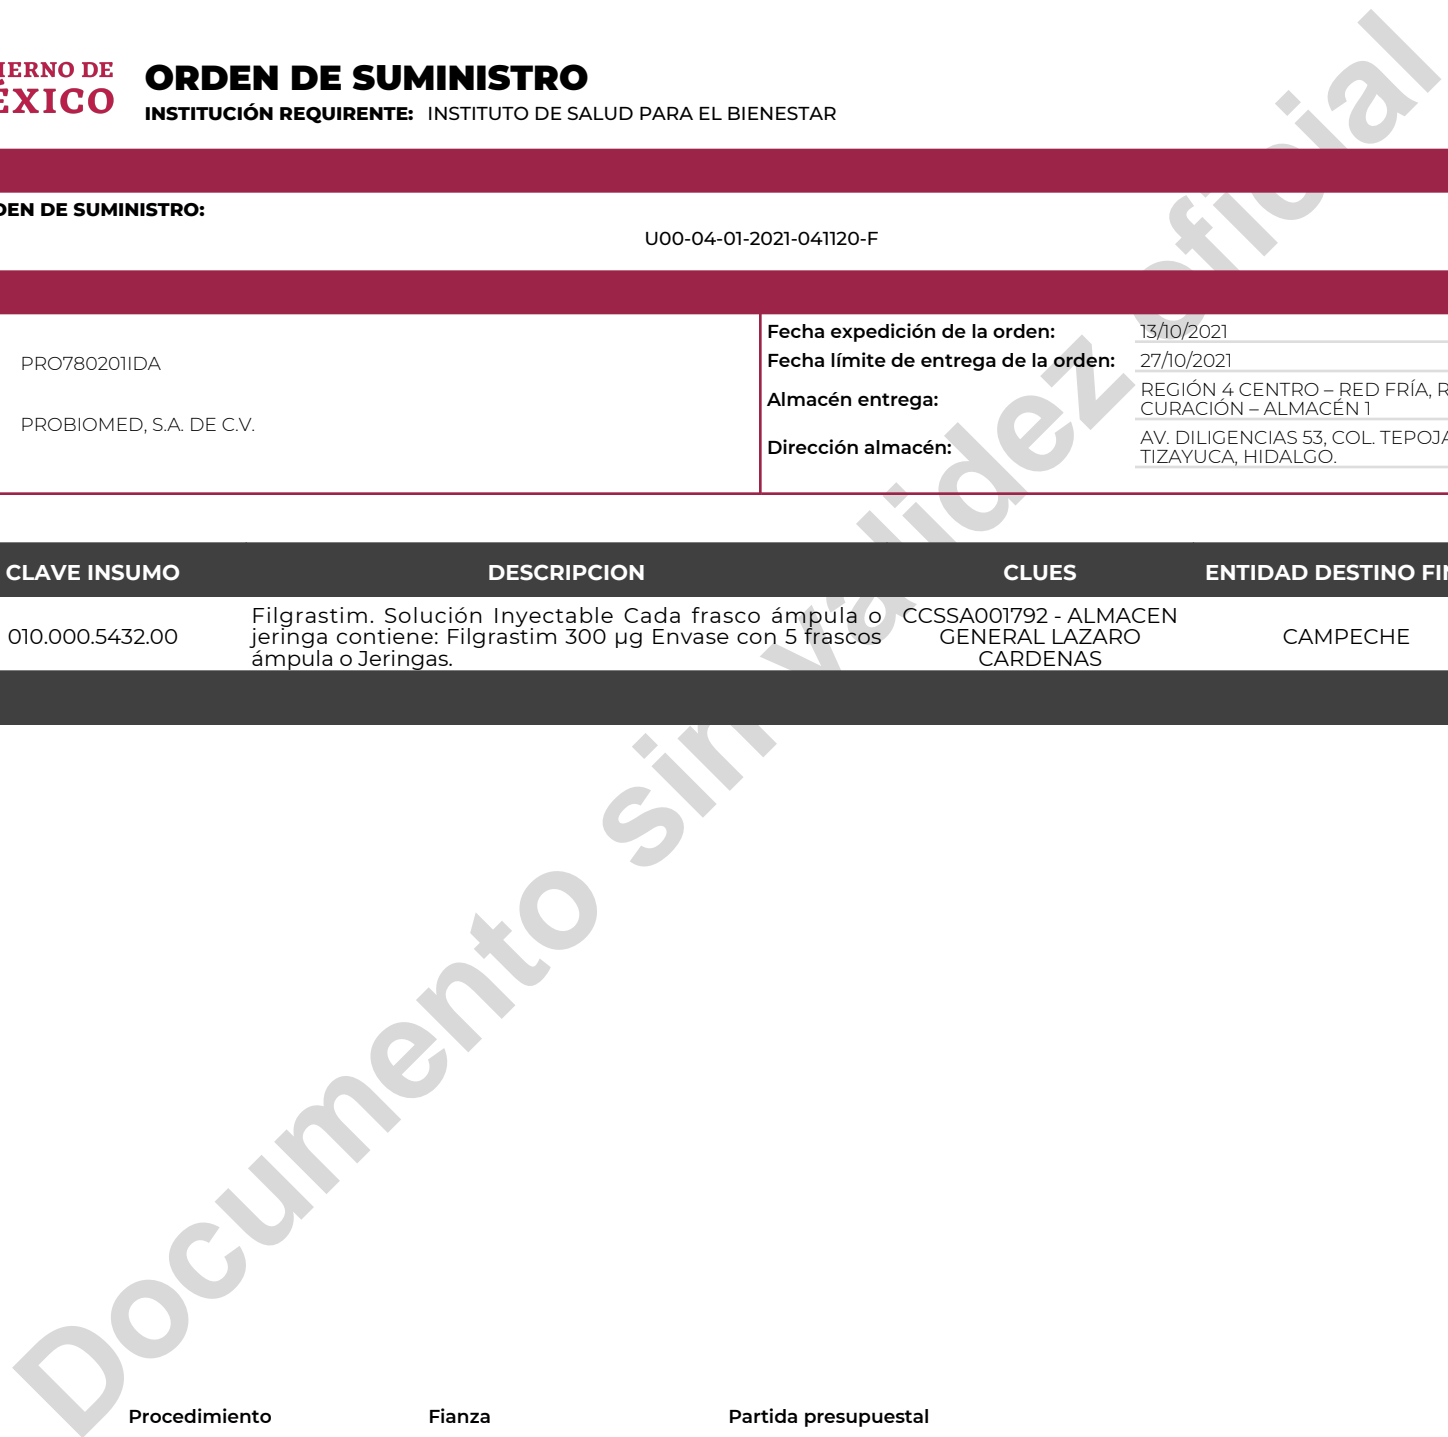 IERNO DE
ÉXICO
ORDEN DE SUMINISTRO
INSTITUCIÓN REQUIRENTE: INSTITUTO DE SALUD PARA EL BIENESTAR
DEN DE SUMINISTRO:
U00-04-01-2021-041120-F
PRO780201IDA
PROBIOMED, S.A. DE C.V.
Fecha expedición de la orden: 13/10/2021
Fecha límite de entrega de la orden: 27/10/2021
Almacén entrega: REGIÓN 4 CENTRO – RED FRÍA, R
CURACIÓN – ALMACÉN 1
Dirección almacén: AV. DILIGENCIAS 53, COL. TEPOJA
TIZAYUCA, HIDALGO.
CLAVE INSUMO DESCRIPCION CLUES ENTIDAD DESTINO FIN
010.000.5432.00
Filgrastim. Solución Inyectable Cada frasco ámpula o
jeringa contiene: Filgrastim 300 µg Envase con 5 frascos
ámpula o Jeringas.
CCSSA001792 - ALMACEN
GENERAL LAZARO
CARDENAS
CAMPECHE
Documento sin validez oficial
Procedimiento Fianza Partida presupuestal